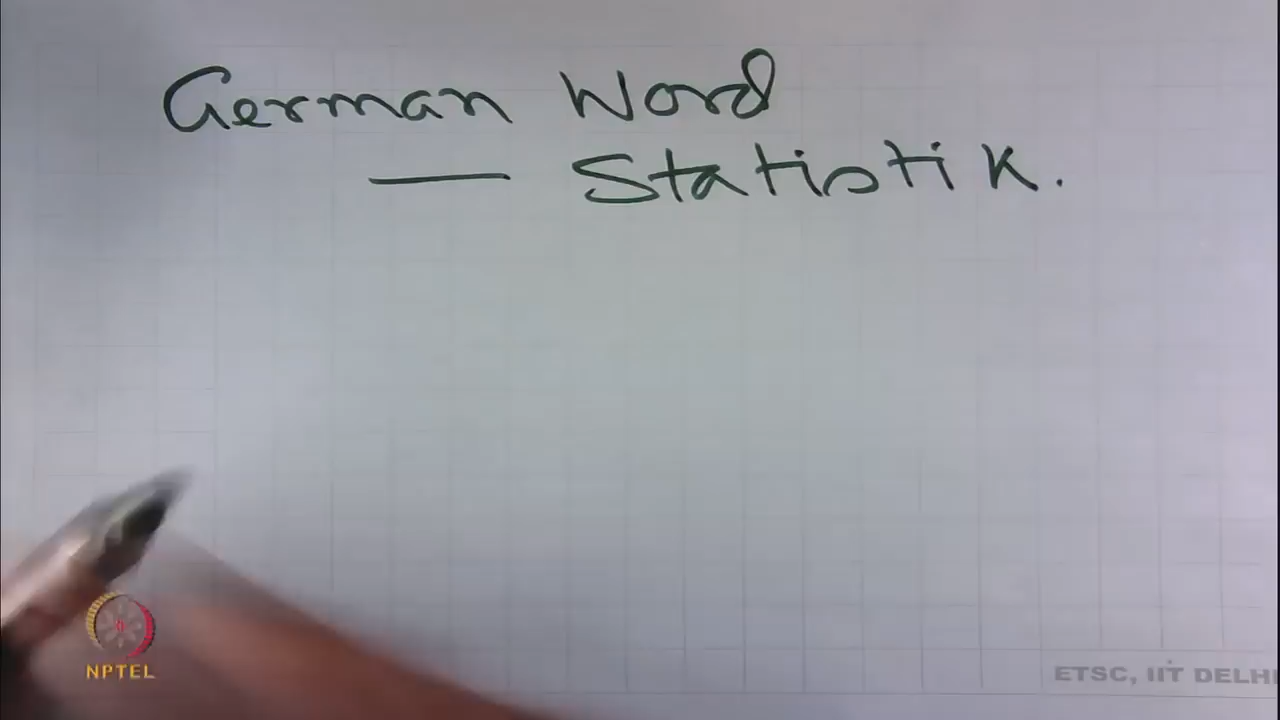 German Word
— Statistik.
NPTEL
ETSC, IIT DELHI